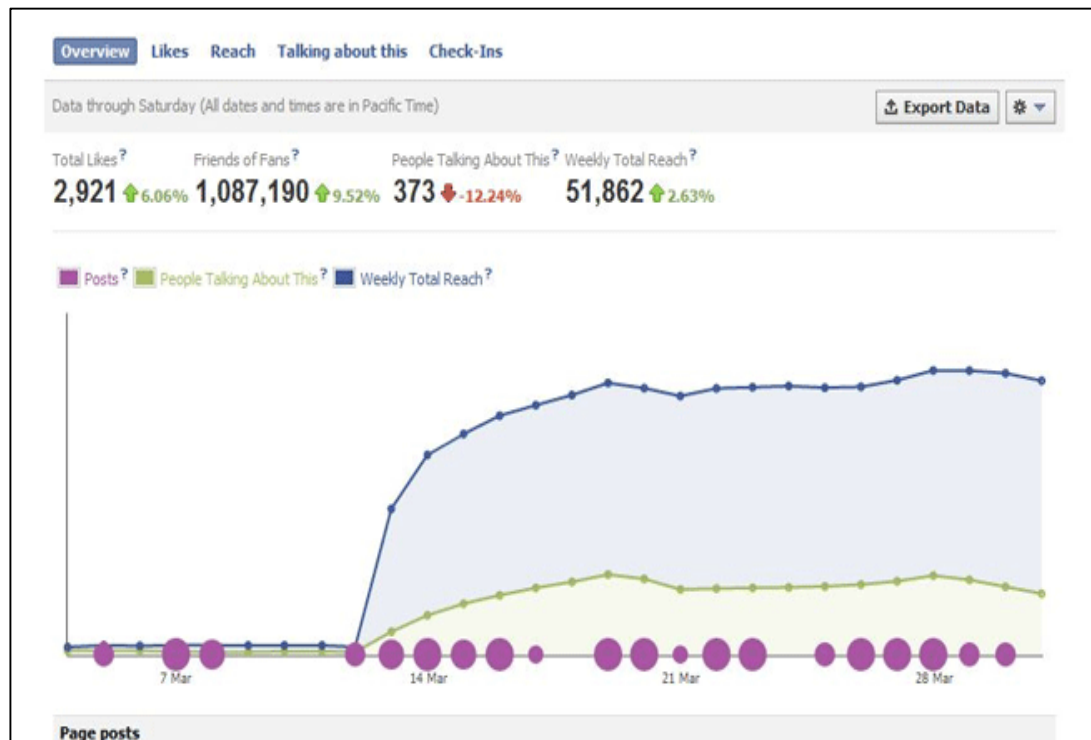 Overview Likes Reach Talking about this Check-Ins
Data through Saturday (All dates and times are in Pacific Time) Export Data
Total Likes? Friends of Fans? People Talking About This? Weekly Total Reach?
2,921 6.06% 1,087,190 9.52% 373 -12.24% 51,862 2.63%
Posts? People Talking About This? Weekly Total Reach?
7 Mar 14 Mar 21 Mar 28 Mar
Page posts